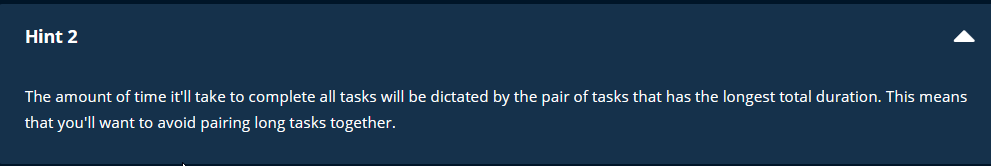 Hint 2
The amount of time it'll take to complete all tasks will be dictated by the pair of tasks that has the longest total duration. This means
that you'll want to avoid pairing long tasks together.